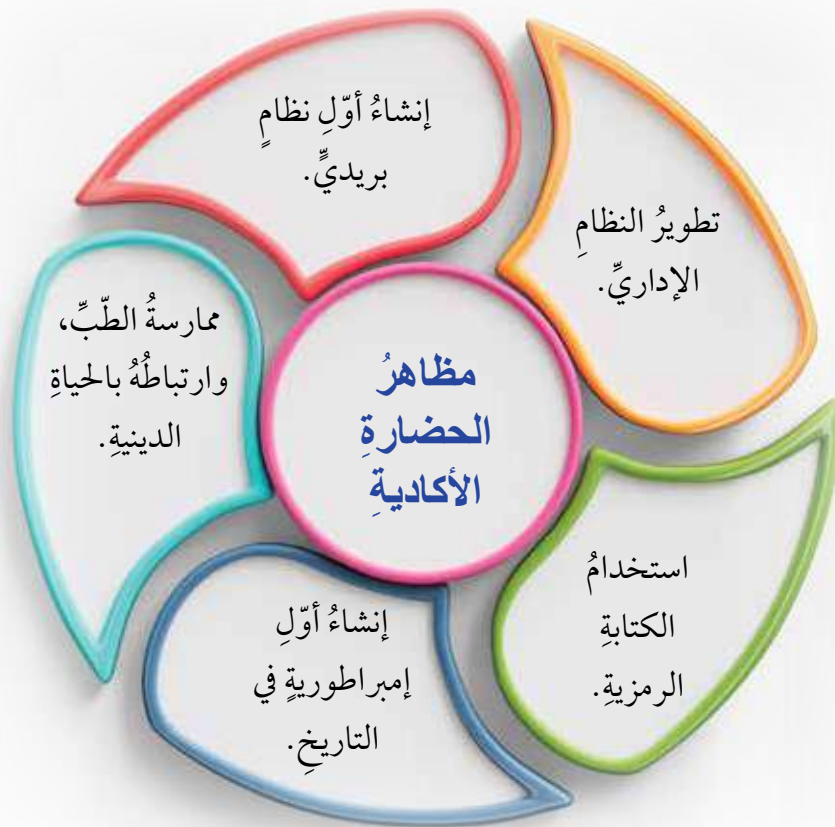 مظاهرُ
الحضارةِ
الأكاديةِ
إنشاءُ أوّلِ نظامٍ
بريديٍّ.
تطويرُ النظامِ
الإداريِّ.
استخدامُ
الكتابةِ
الرمزيةِ.
إنشاءُ أوّلِ
إمبراطوريةٍ في
التاريخِ.
ممارسةُ الطّبِّ،
وارتباطُهُ بالحياةِ
الدينيةِ.